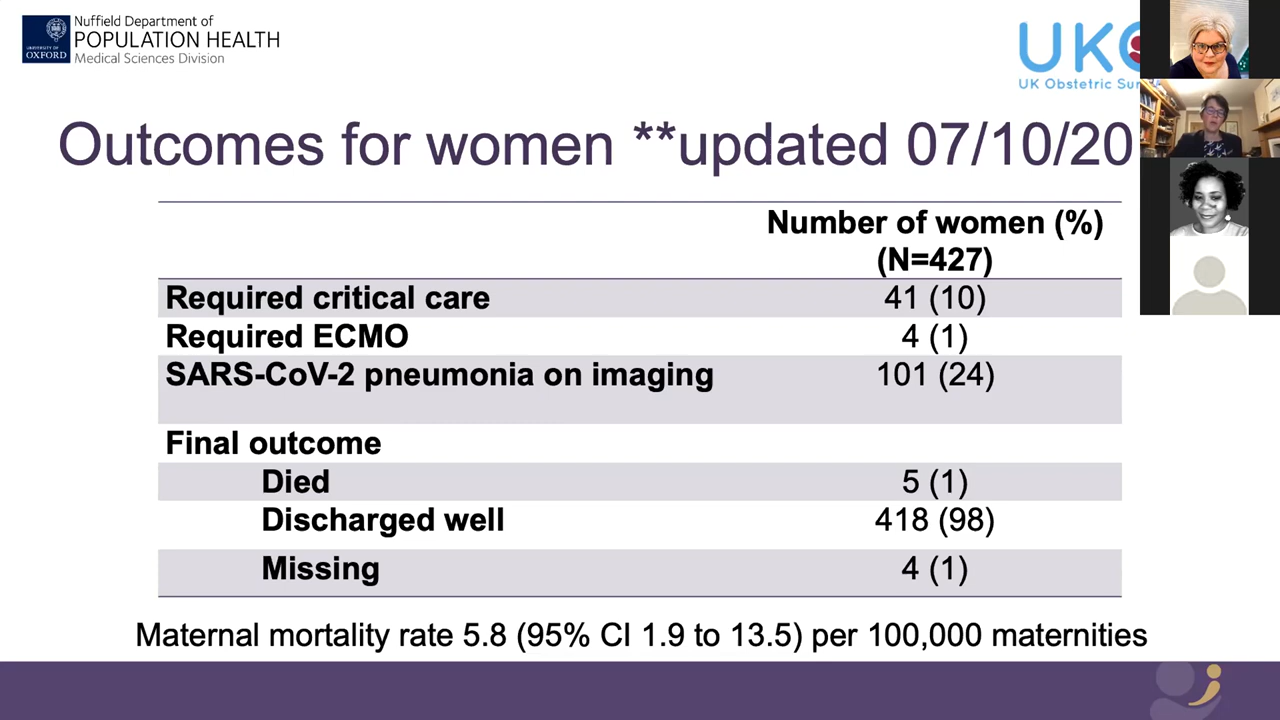 Nuffield Department of
POPULATION HEALTH
Medical Sciences Division
UNIVERSITY OF
OXFORD
UK
UK Obstetric Sur
Outcomes for women **updated 07/10/20
Number of women (%)
(N=427)
Required critical care 41 (10)
Required ECMO 4 (1)
SARS-CoV-2 pneumonia on imaging 101 (24)
Final outcome
Died 5 (1)
Discharged well 418 (98)
Missing 4 (1)
Maternal mortality rate 5.8 (95% CI 1.9 to 13.5) per 100,000 maternities